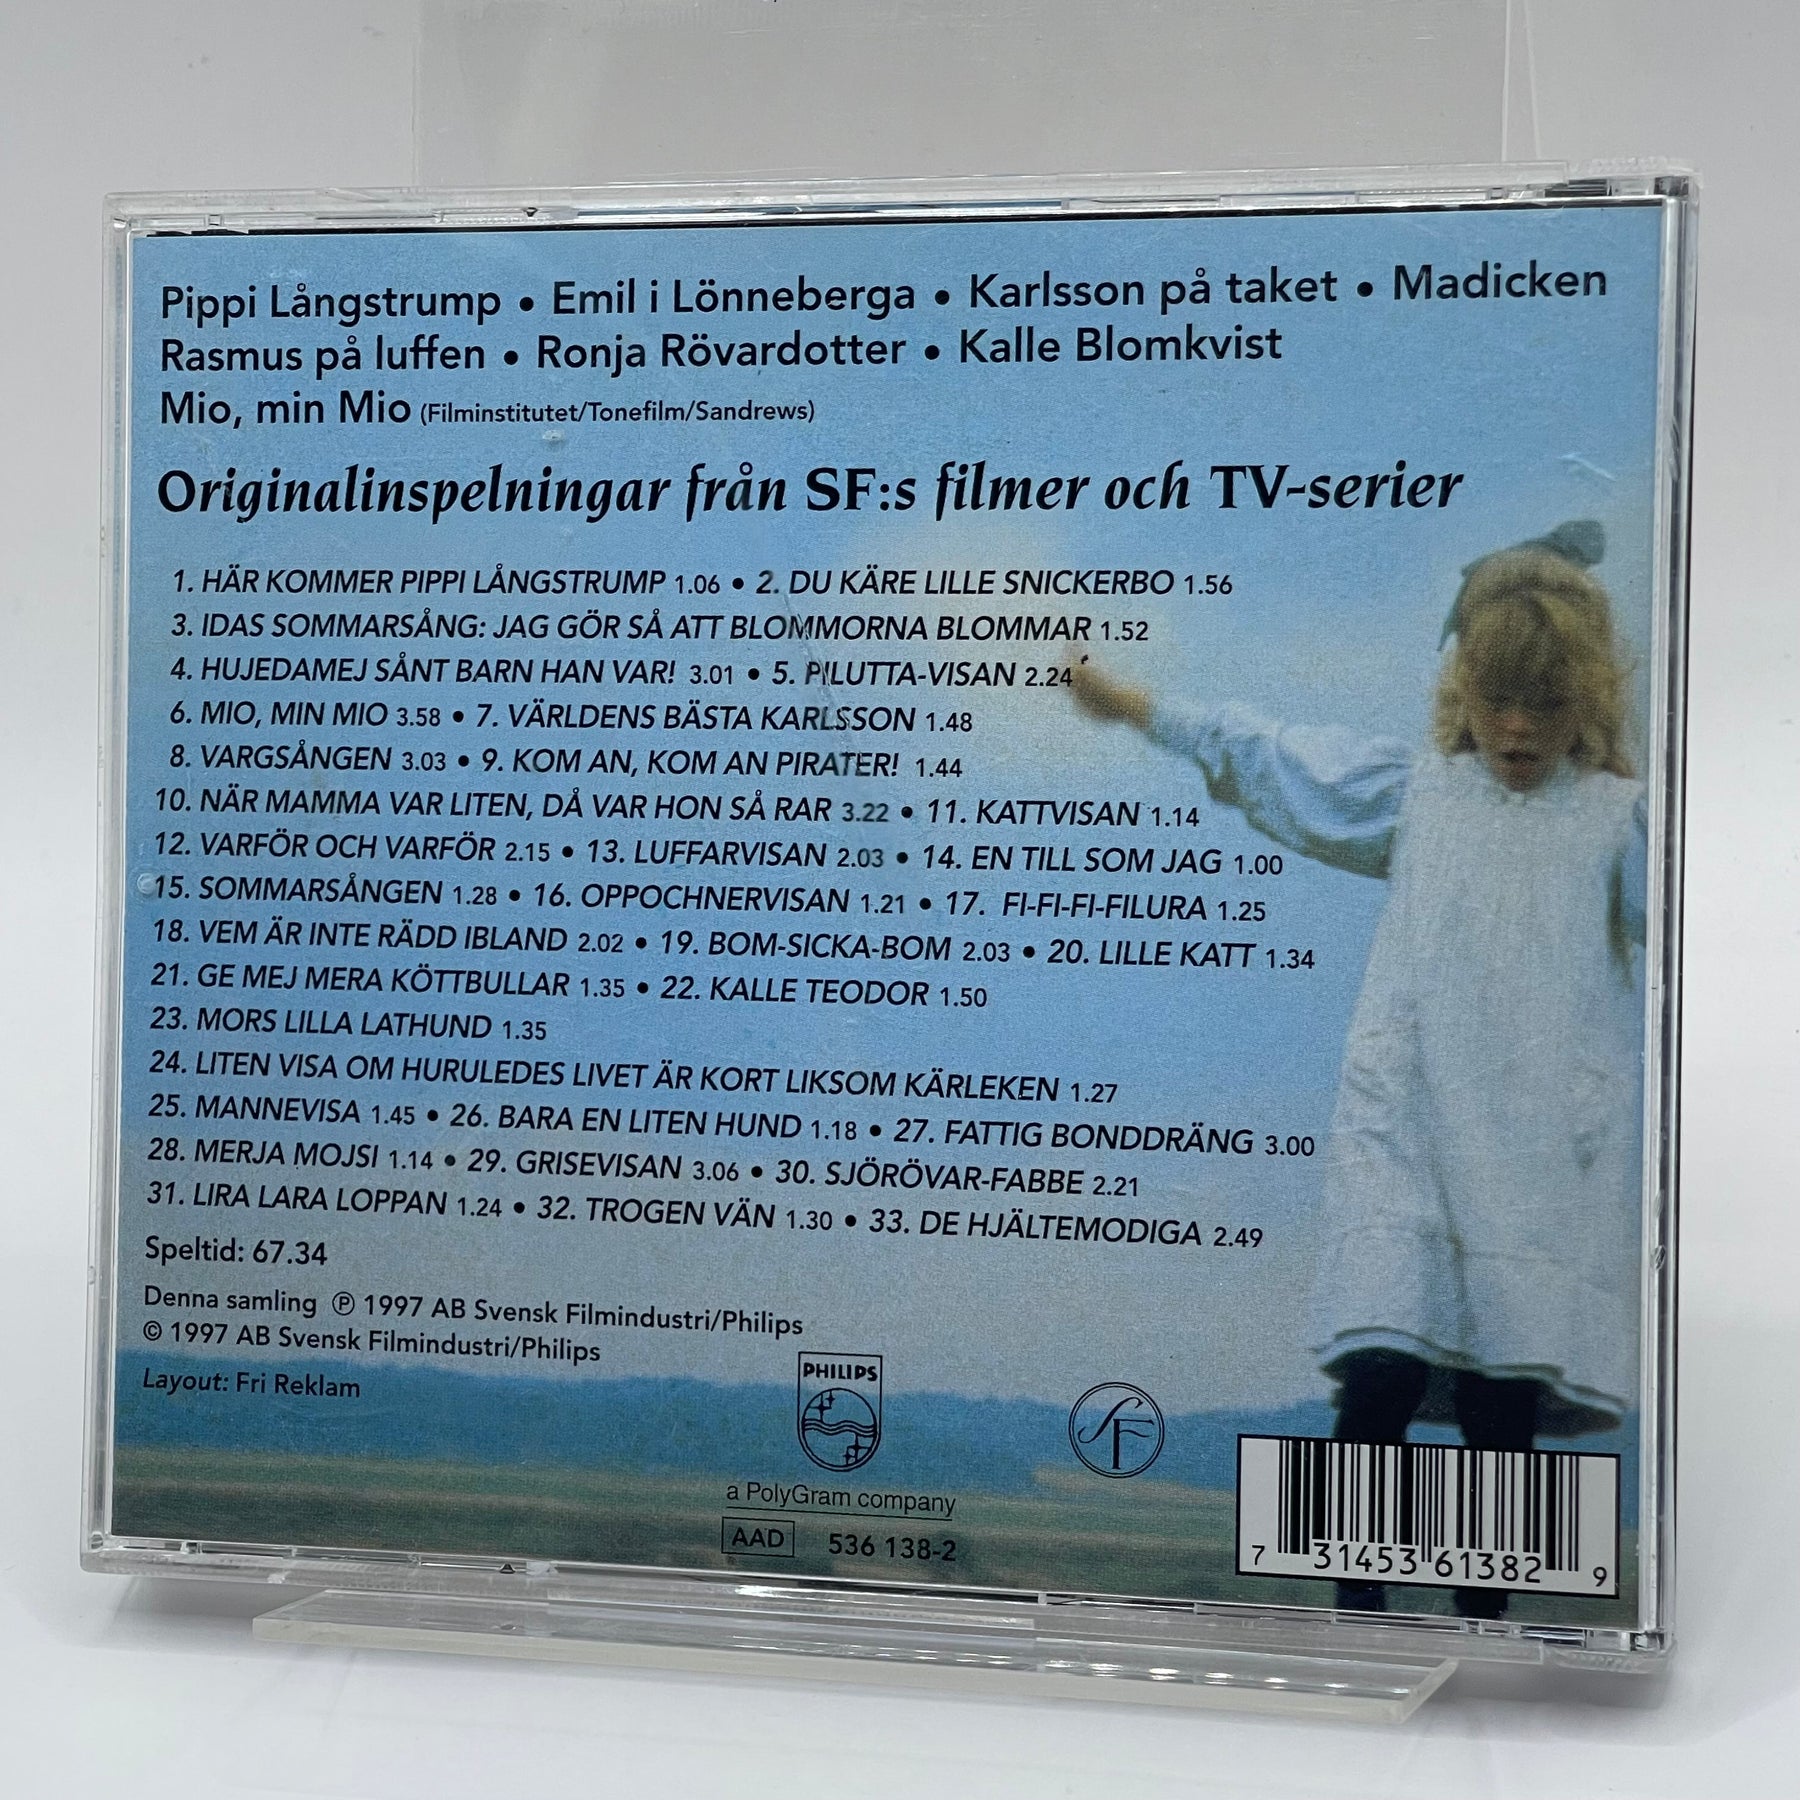 Pippi Långstrump • Emil i Lönneberga • Karlsson på taket • Madicken
Rasmus på luffen • Ronja Rövardotter • Kalle Blomkvist
Mio, min Mio (Filminstitutet/Tonefilm/Sandrews)
Originalinspelningar från SF:s filmer och TV-serier
1. HÄR KOMMER PIPPI LÅNGSTRUMP 1.06 • 2. DU KÄRE LILLE SNICKERBO 1.56
3. IDAS SOMMARSÅNG: JAG GÖR SÅ ATT BLOMMORNA BLOMMAR 1.52
4. HUJEDAMEJ SÅNT BARN HAN VAR! 3.01 • 5. PILUTTA-VISAN 2.24
6. MIO, MIN MIO 3.58 • 7. VÄRLDENS BÄSTA KARLSSON 1.48
8. VARGSÅNGEN 3.03 • 9. KOM AN, KOM AN PIRATER! 1.44
10. NÄR MAMMA VAR LITEN, DÅ VAR HON SÅ RAR 3.22 • 11. KATTVISAN 1.14
12. VARFÖR OCH VARFÖR 2.15 • 13. LUFFARVISAN 2.03 • 14. EN TILL SOM JAG 1.00
15. SOMMARSÅNGEN 1.28 • 16. OPPOCHNERVISAN 1.21 • 17. FI-FI-FI-FILURA 1.25
18. VEM ÄR INTE RÄDD IBLAND 2.02 • 19. BOM-SICKA-BOM 2.03 • 20. LILLE KATT 1.34
21. GE MEJ MERA KÖTTBULLAR 1.35 • 22. KALLE TEODOR 1.50
23. MORS LILLA LATHUND 1.35
24. LITEN VISA OM HURULEDES LIVET ÄR KORT LIKSOM KÄRLEKEN 1.27
25. MANNEVISA 1.45 • 26. BARA EN LITEN HUND 1.18 • 27. FATTIG BONDDRÄNG 3.00
28. MERJA MOJSI 1.14 • 29. GRISEVISAN 3.06 • 30. SJÖRÖVAR-FABBE 2.21
31. LIRA LARA LOPPAN 1.24 • 32. TROGEN VÄN 1.30 • 33. DE HJÄLTEMODIGA 2.49
Speltid: 67.34
Denna samling ℗ 1997 AB Svensk Filmindustri/Philips
© 1997 AB Svensk Filmindustri/Philips
Layout: Fri Reklam
PHILIPS
SF
a PolyGram company
AAD 536 138-2
7 31453 61382 9